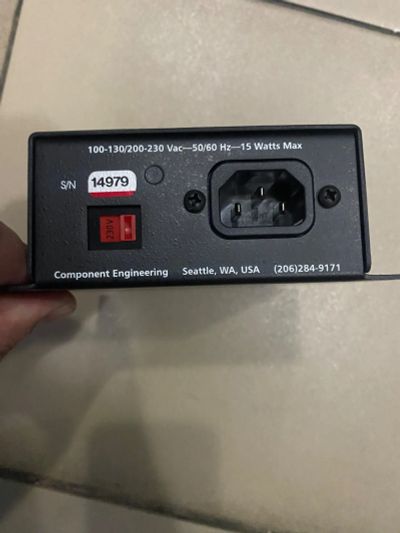 100-130/200-230 Vac—50/60 Hz—15 Watts Max
S/N 14979
230V
Component Engineering Seattle, WA, USA (206)284-9171